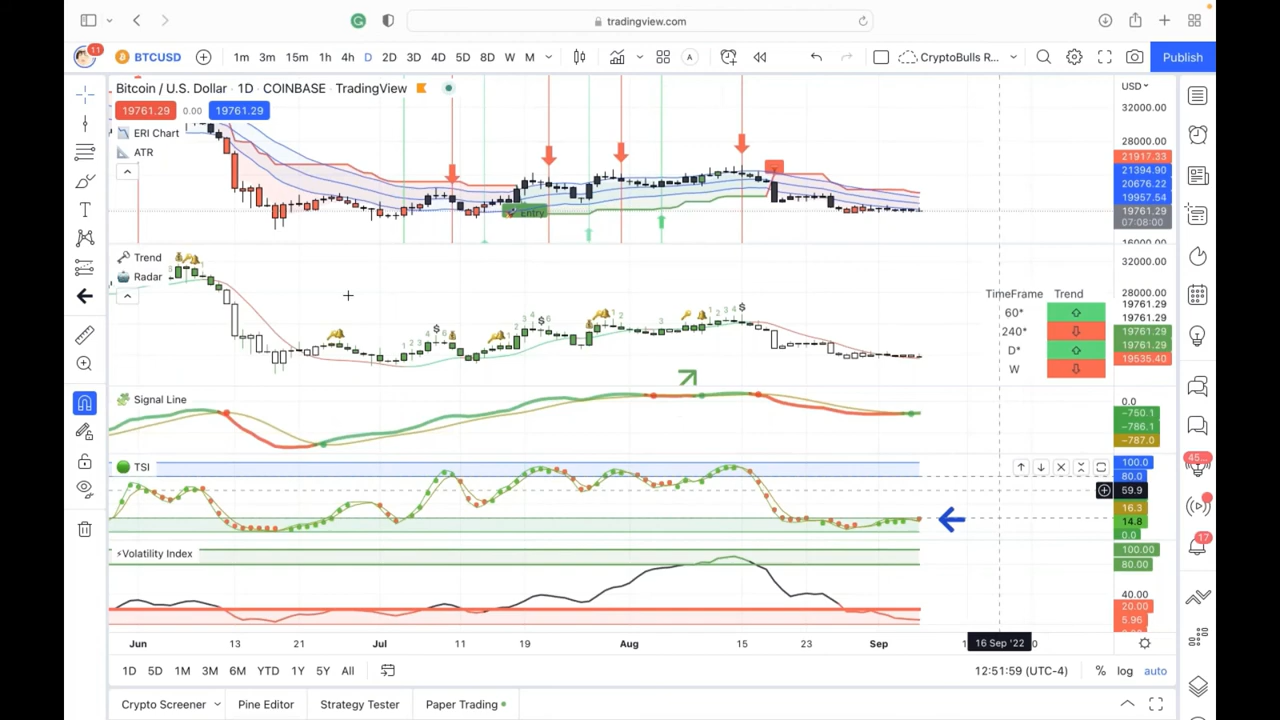 tradingview.com
11 BTCUSD 1m 3m 15m 1h 4h D 2D 3D 4D 5D 8D W M A CryptoBulls R... Publish
Bitcoin / U.S. Dollar · 1D · COINBASE · TradingView
USD
19761.29 0.00 19761.29
ERI Chart
ATR
Entry
32000.00
28000.00
21917.33
21394.90
20676.22
19957.54
19761.29
07:08:00
16000.00
Trend
Radar
32000.00
28000.00
19761.29
19761.29
19761.29
19761.29
19535.40
TimeFrame Trend
60*
240*
D*
W
Signal Line
0.0
−750.1
−786.1
−787.0
TSI
100.0
80.0
59.9
16.3
14.8
0.0
⚡Volatility Index
100.00
80.00
40.00
20.00
5.96
Jun 13 21 Jul 11 19 Aug 15 23 Sep 16 Sep '22
1D 5D 1M 3M 6M YTD 1Y 5Y All 12:51:59 (UTC-4) % log auto
Crypto Screener Pine Editor Strategy Tester Paper Trading
45...
17